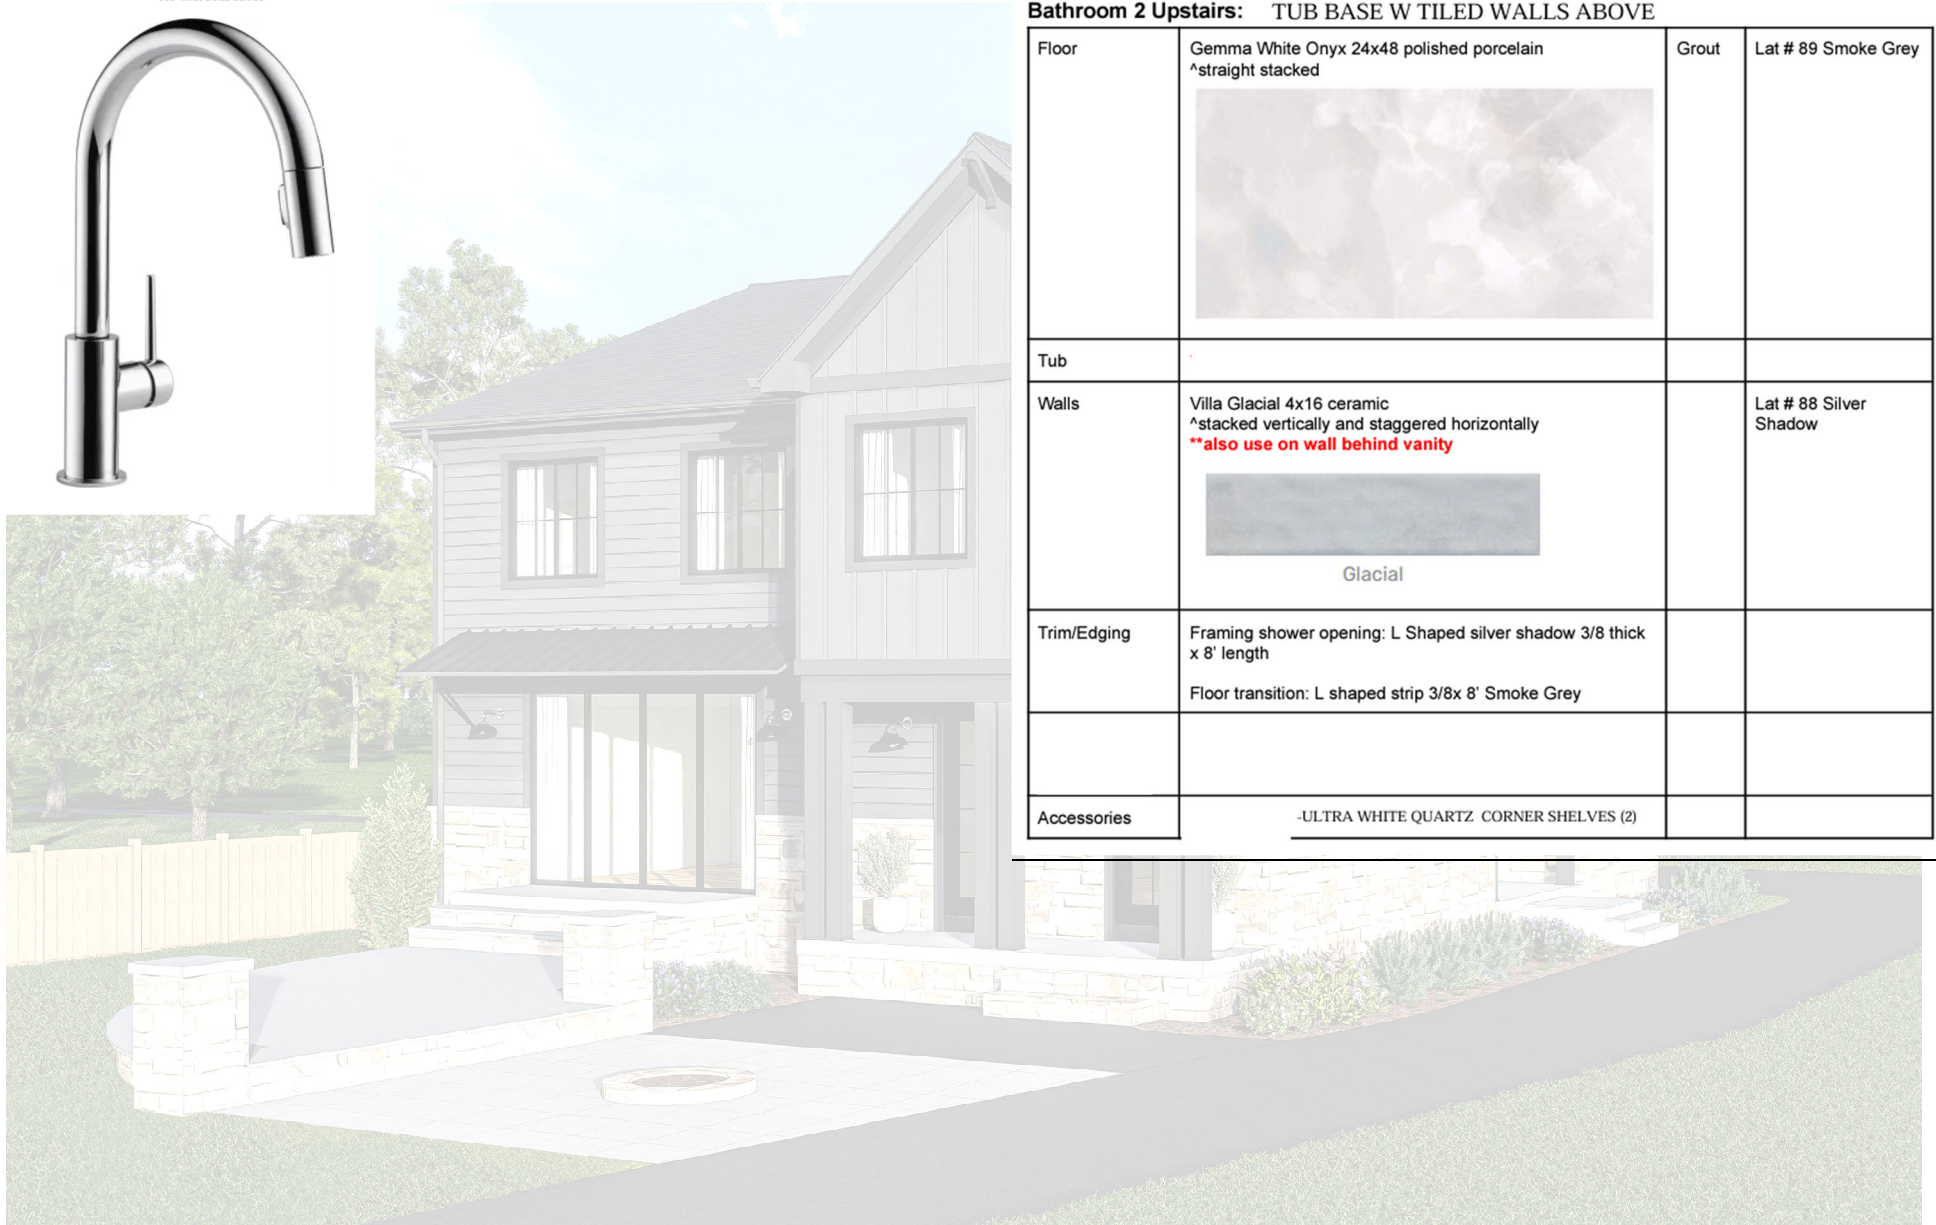 Bathroom 2 Upstairs: TUB BASE W TILED WALLS ABOVE
Floor
Gemma White Onyx 24x48 polished porcelain
^straight stacked
Grout
Lat # 89 Smoke Grey
Tub
Walls
Villa Glacial 4x16 ceramic
^stacked vertically and staggered horizontally
**also use on wall behind vanity
Glacial
Lat # 88 Silver
Shadow
Trim/Edging
Framing shower opening: L Shaped silver shadow 3/8 thick
x 8’ length
Floor transition: L shaped strip 3/8x 8’ Smoke Grey
Accessories
-ULTRA WHITE QUARTZ CORNER SHELVES (2)